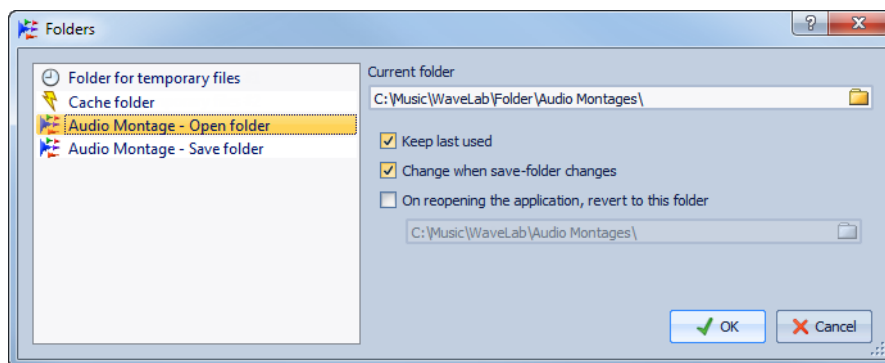 Folders
Folder for temporary files
Cache folder
Audio Montage - Open folder
Audio Montage - Save folder
Current folder
C:\Music\WaveLab\Folder\Audio Montages\
Keep last used
Change when save-folder changes
On reopening the application, revert to this folder
C:\Music\WaveLab\Audio Montages\
OK
Cancel